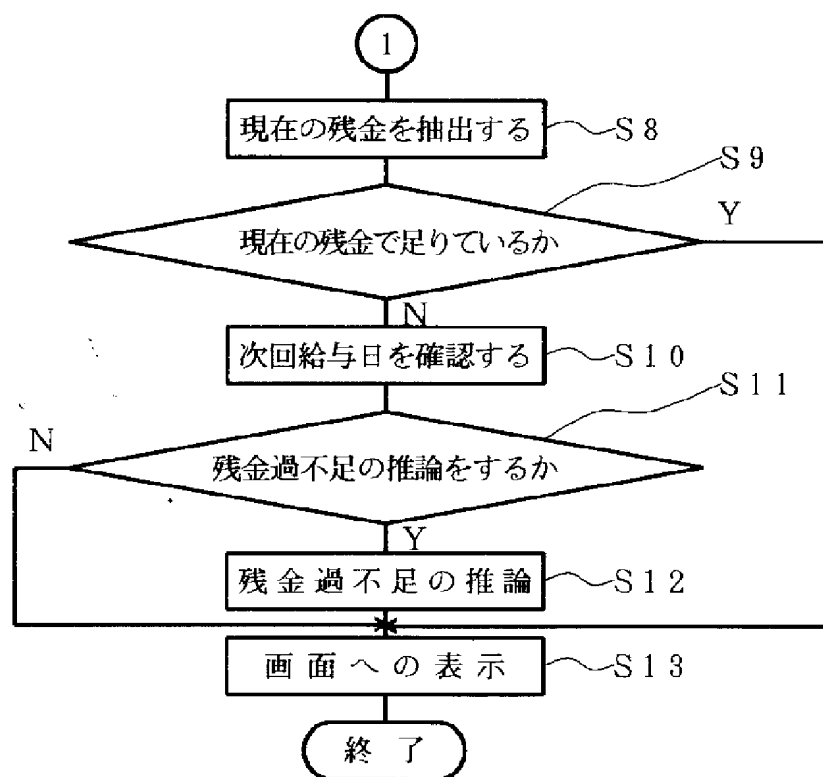 1
現在の残金を抽出する
S8
S9
現在の残金で足りているか
Y
N
次回給与日を確認する
S10
S11
残金過不足の推論をするか
N
Y
残金過不足の推論
S12
画面への表示
S13
終了